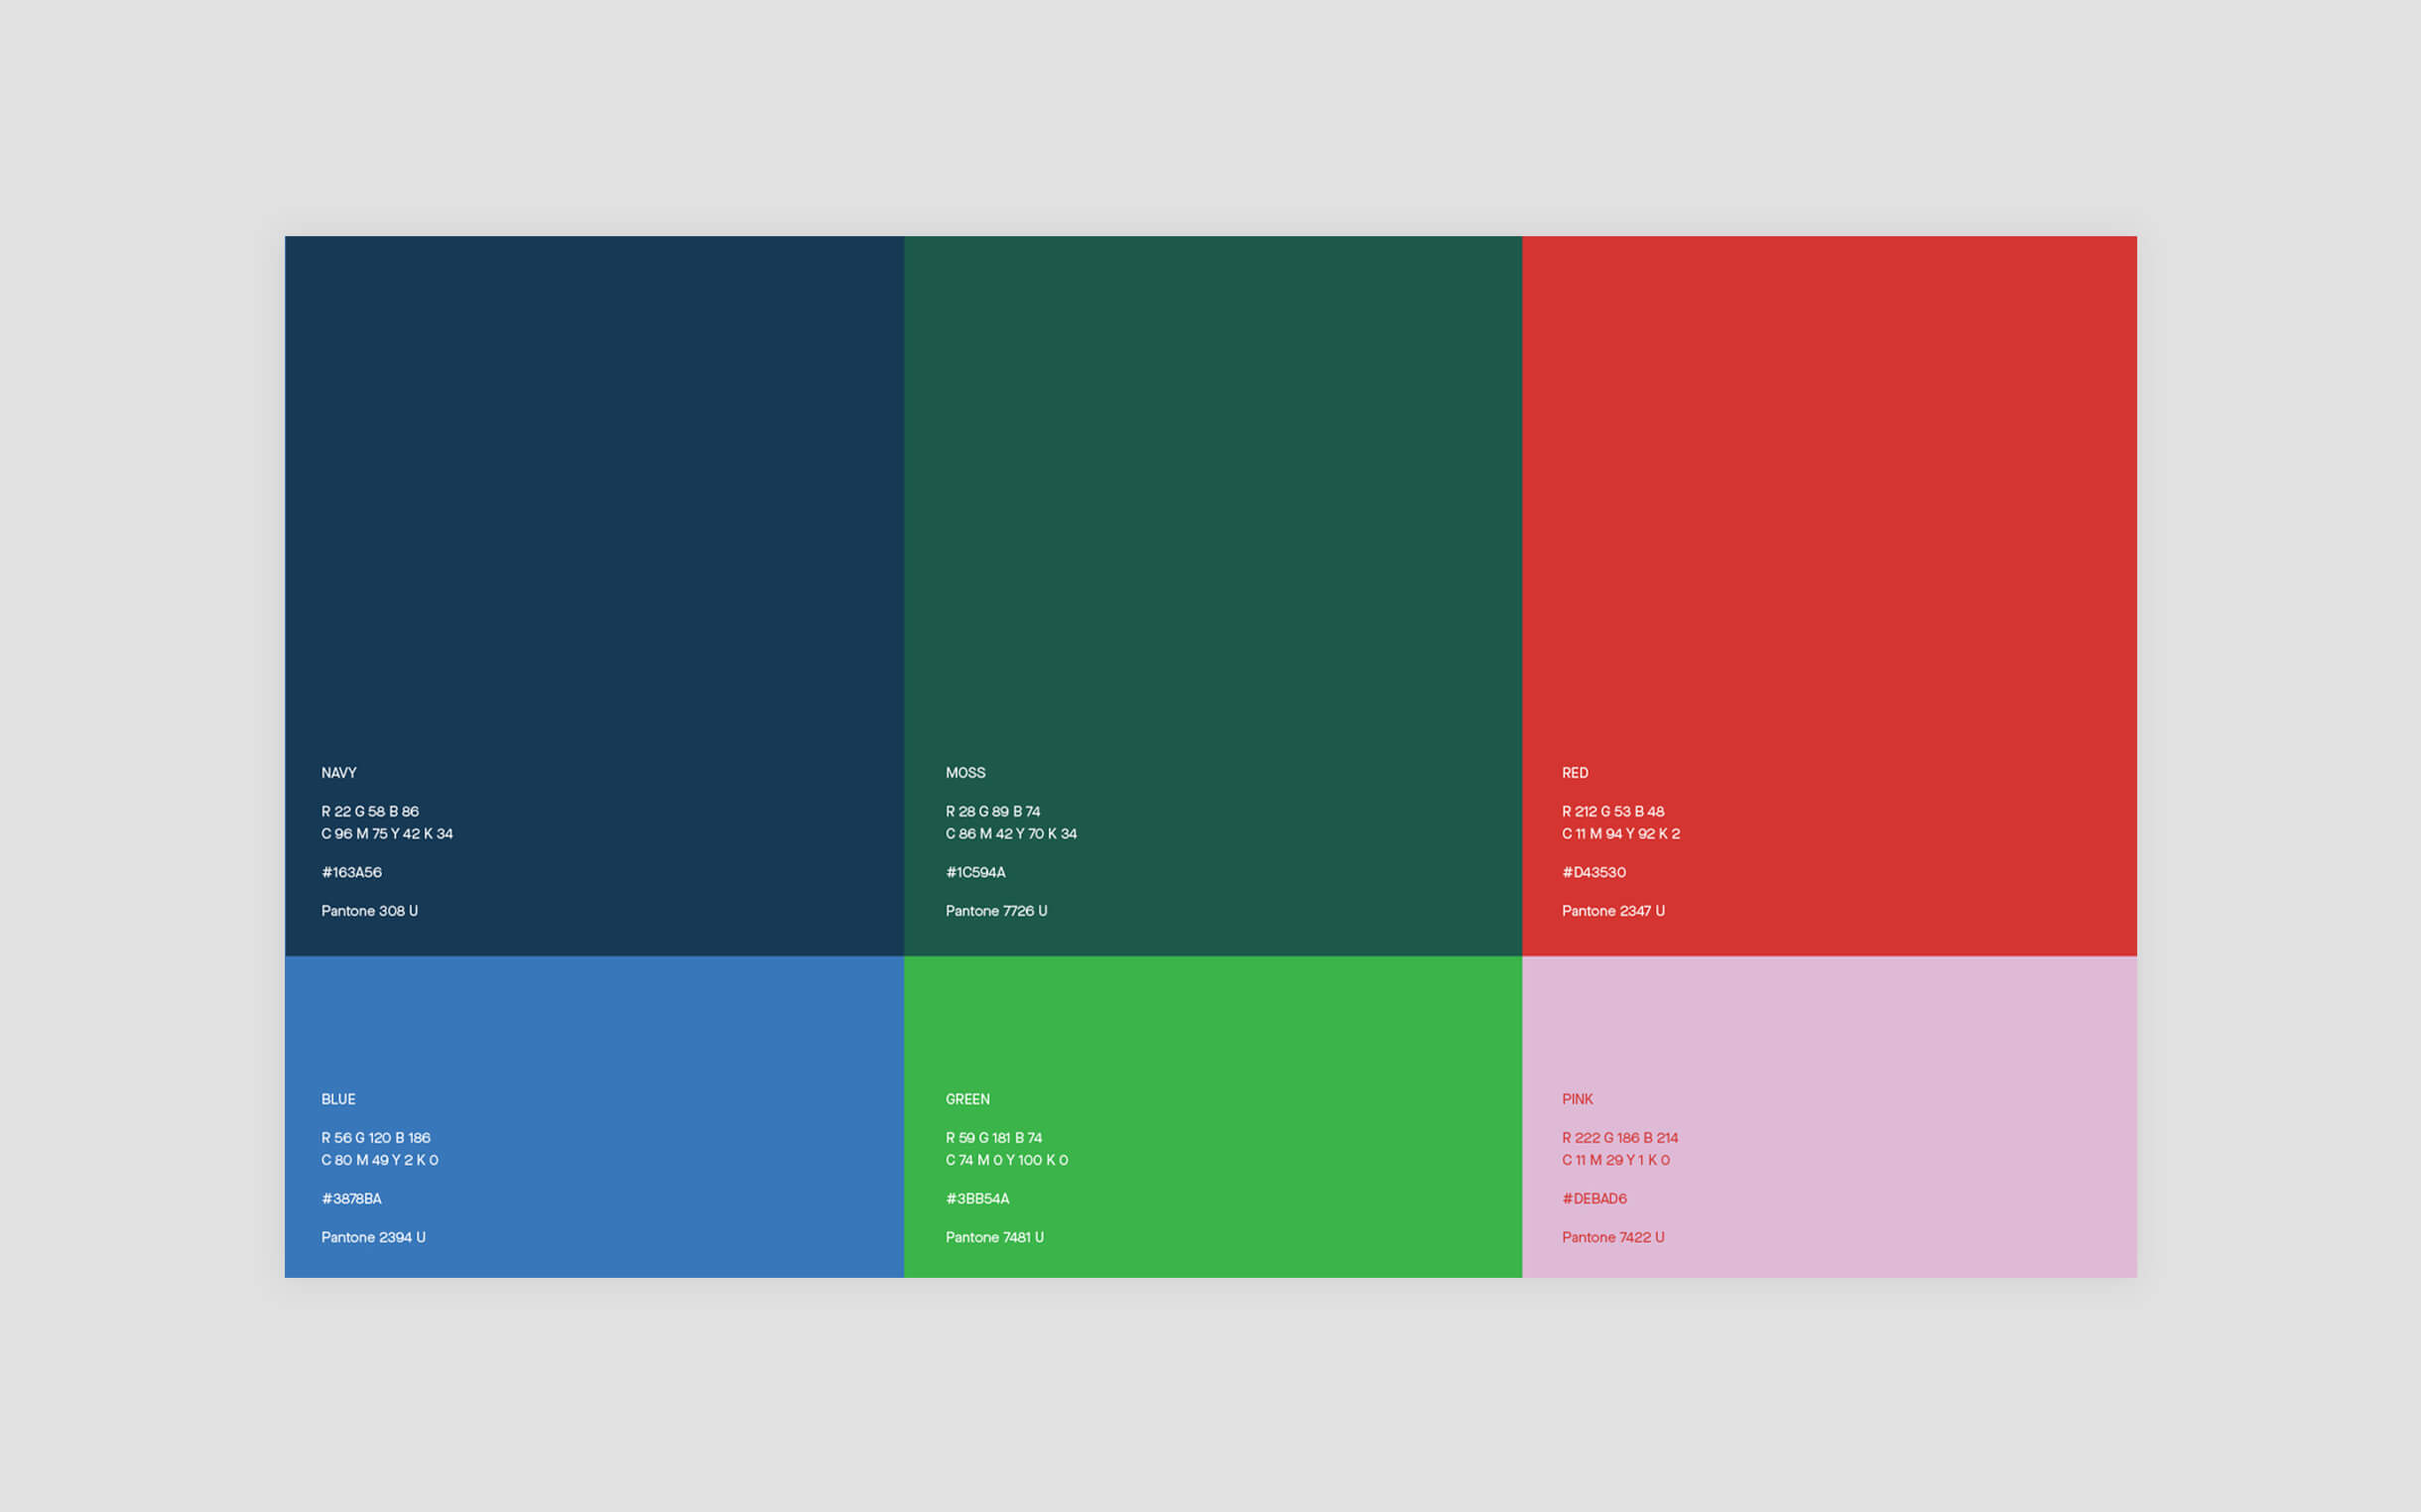 NAVY
R 22 G 58 B 86
C 96 M 75 Y 42 K 34
#163A56
Pantone 308 U
MOSS
R 28 G 89 B 74
C 86 M 42 Y 70 K 34
#1C594A
Pantone 7726 U
RED
R 212 G 53 B 48
C 11 M 94 Y 92 K 2
#D43530
Pantone 2347 U
BLUE
R 56 G 120 B 186
C 80 M 49 Y 2 K 0
#3878BA
Pantone 2394 U
GREEN
R 59 G 181 B 74
C 74 M 0 Y 100 K 0
#3BB54A
Pantone 7481 U
PINK
R 222 G 186 B 214
C 11 M 29 Y 1 K 0
#DEBAD6
Pantone 7422 U